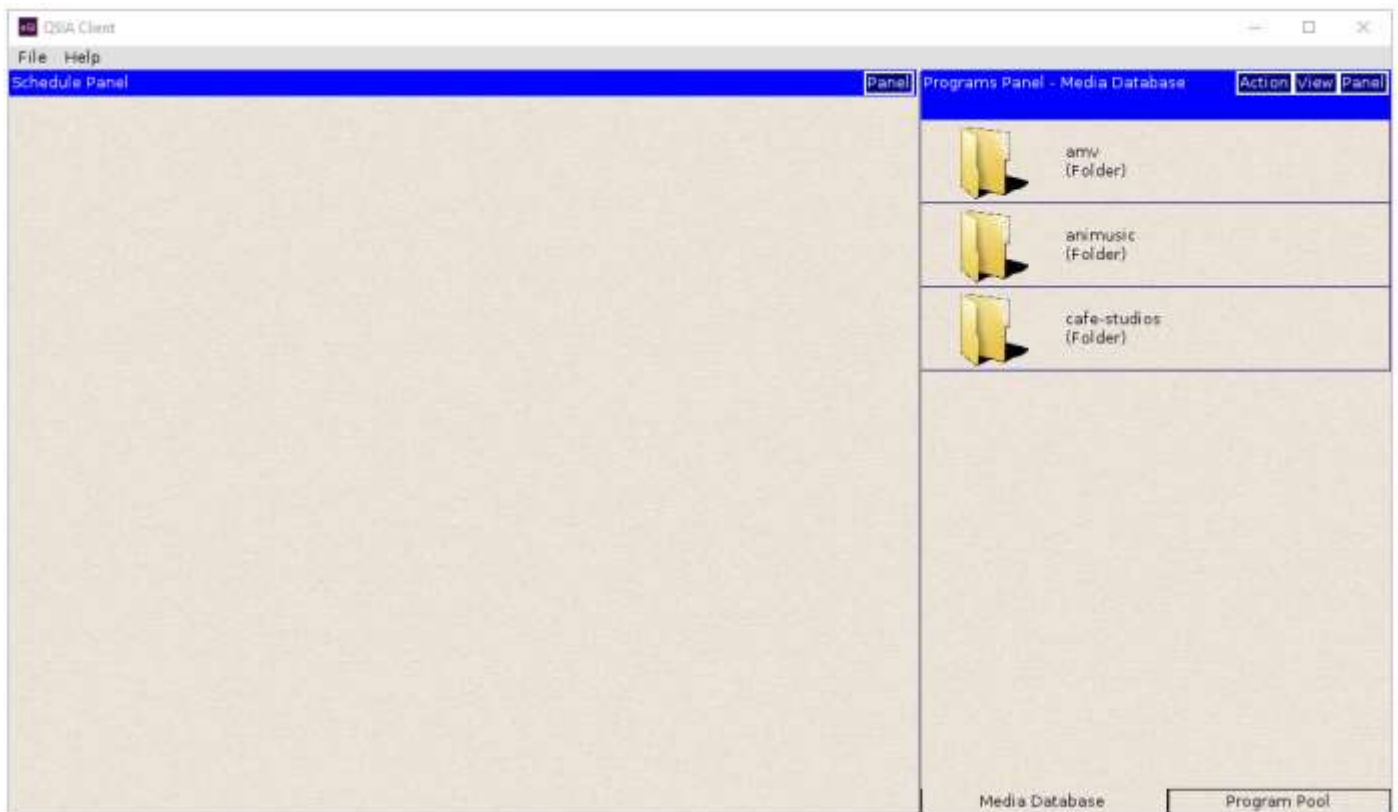 QSIA Client
File Help
Schedule Panel Panel
Programs Panel - Media Database Action View Panel
amv
(Folder)
animusic
(Folder)
cafe-studios
(Folder)
Media Database Program Pool